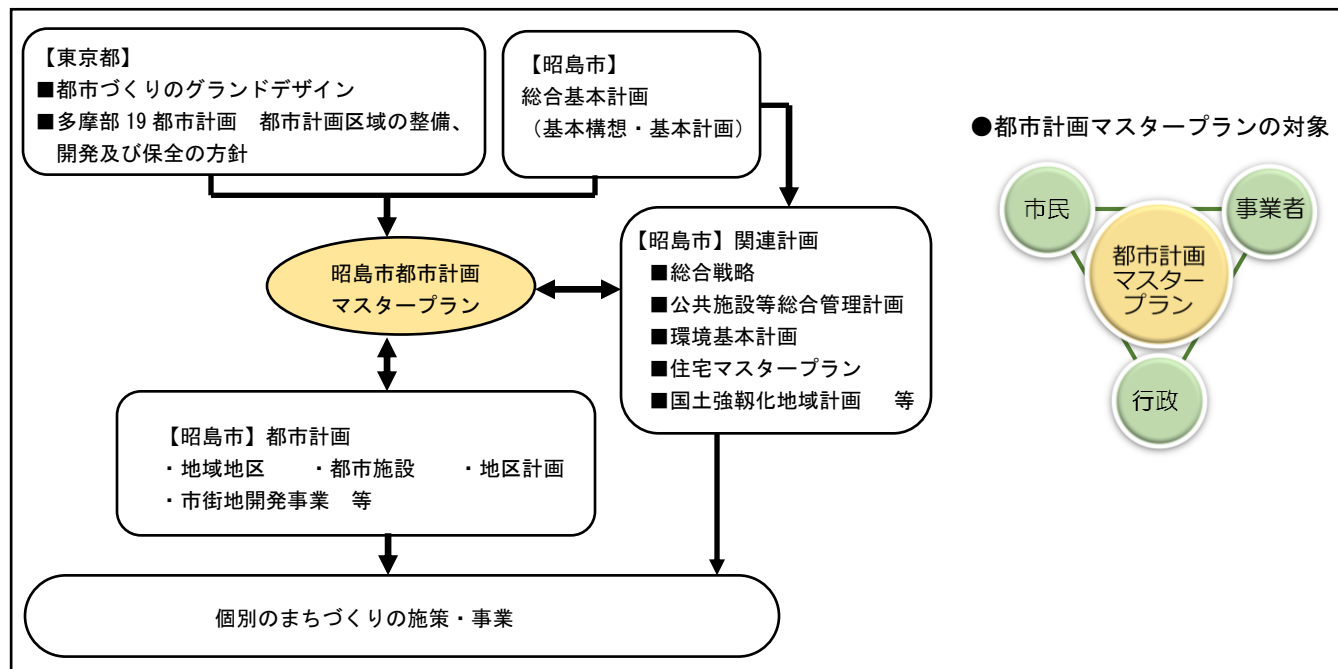 【東京都】
■都市づくりのグランドデザイン
■多摩部 19 都市計画　都市計画区域の整備、
開発及び保全の方針
【昭島市】
総合基本計画
（基本構想・基本計画）
昭島市都市計画
マスタープラン
【昭島市】関連計画
■総合戦略
■公共施設等総合管理計画
■環境基本計画
■住宅マスタープラン
■国土強靱化地域計画　等
【昭島市】都市計画
・地域地区　・都市施設　・地区計画
・市街地開発事業　等
個別のまちづくりの施策・事業
●都市計画マスタープランの対象
市民
事業者
都市計画
マスター
プラン
行政